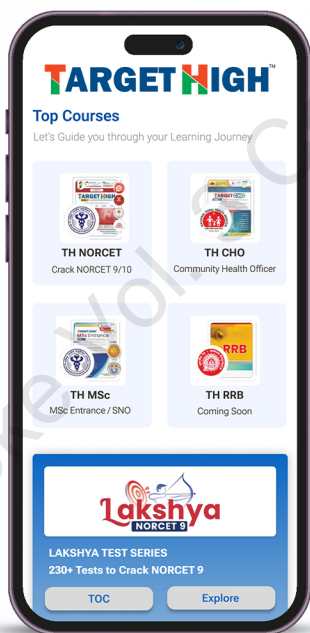 TARGET HIGH™
Top Courses
Let's Guide you through your Learning Journey
TH NORCET
Crack NORCET 9/10
TH CHO
Community Health Officer
TH MSc
MSc Entrance / SNO
RRB
TH RRB
Coming Soon
Lakshya
NORCET 9
LAKSHYA TEST SERIES
230+ Tests to Crack NORCET 9
TOC
Explore